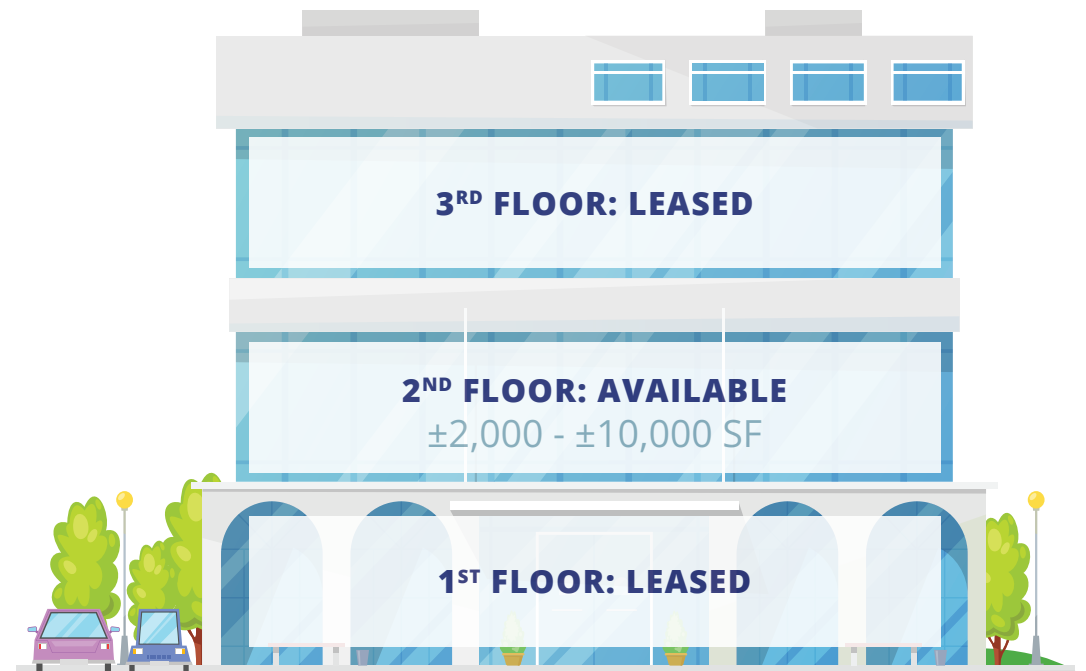 3RD FLOOR: LEASED
2ND FLOOR: AVAILABLE
±2,000 - ±10,000 SF
1ST FLOOR: LEASED